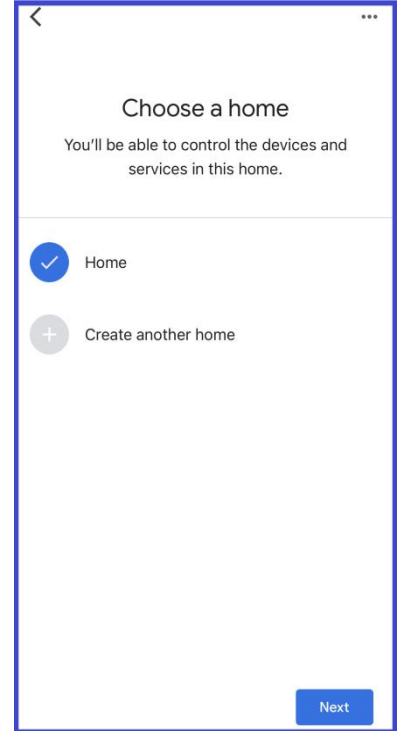 Choose a home
You'll be able to control the devices and
services in this home.
Home
Create another home
Next